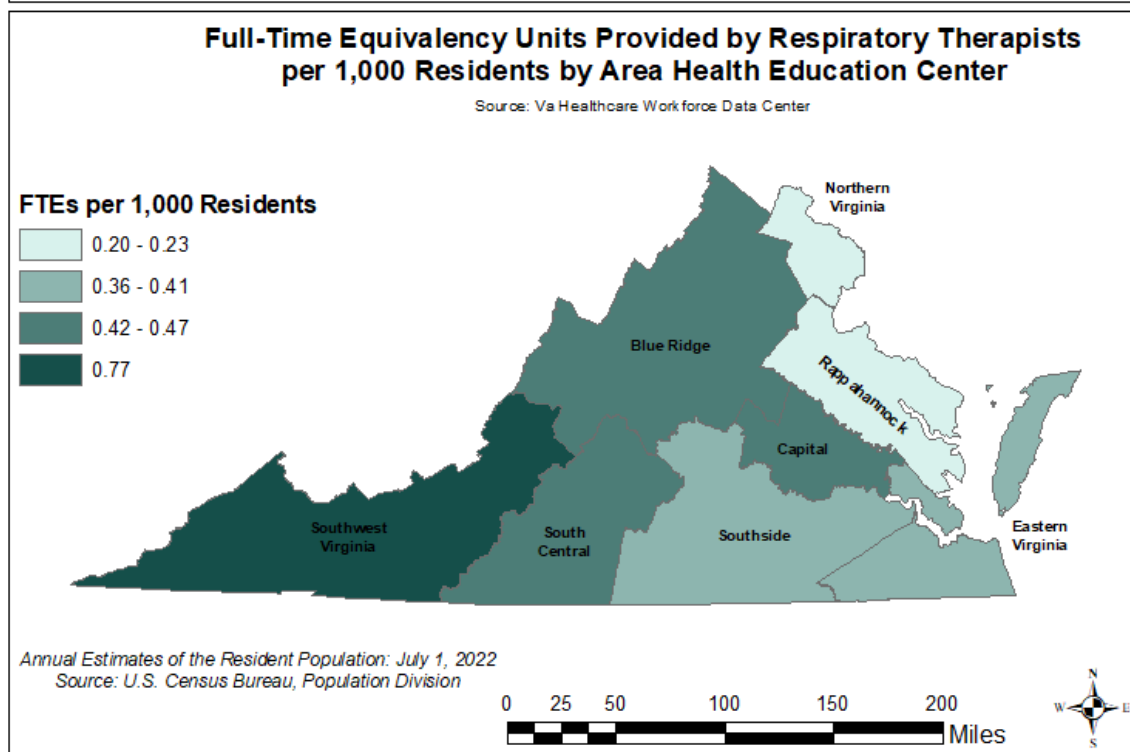 Full-Time Equivalency Units Provided by Respiratory Therapists
per 1,000 Residents by Area Health Education Center
Source: Va Healthcare Workforce Data Center
FTEs per 1,000 Residents
0.20 - 0.23
0.36 - 0.41
0.42 - 0.47
0.77
Northern
Virginia
Blue Ridge
Rappahannock
Capital
Southwest
Virginia
South
Central
Southside
Eastern
Virginia
Annual Estimates of the Resident Population: July 1, 2022
Source: U.S. Census Bureau, Population Division
0 25 50 100 150 200
Miles
N
W E
S